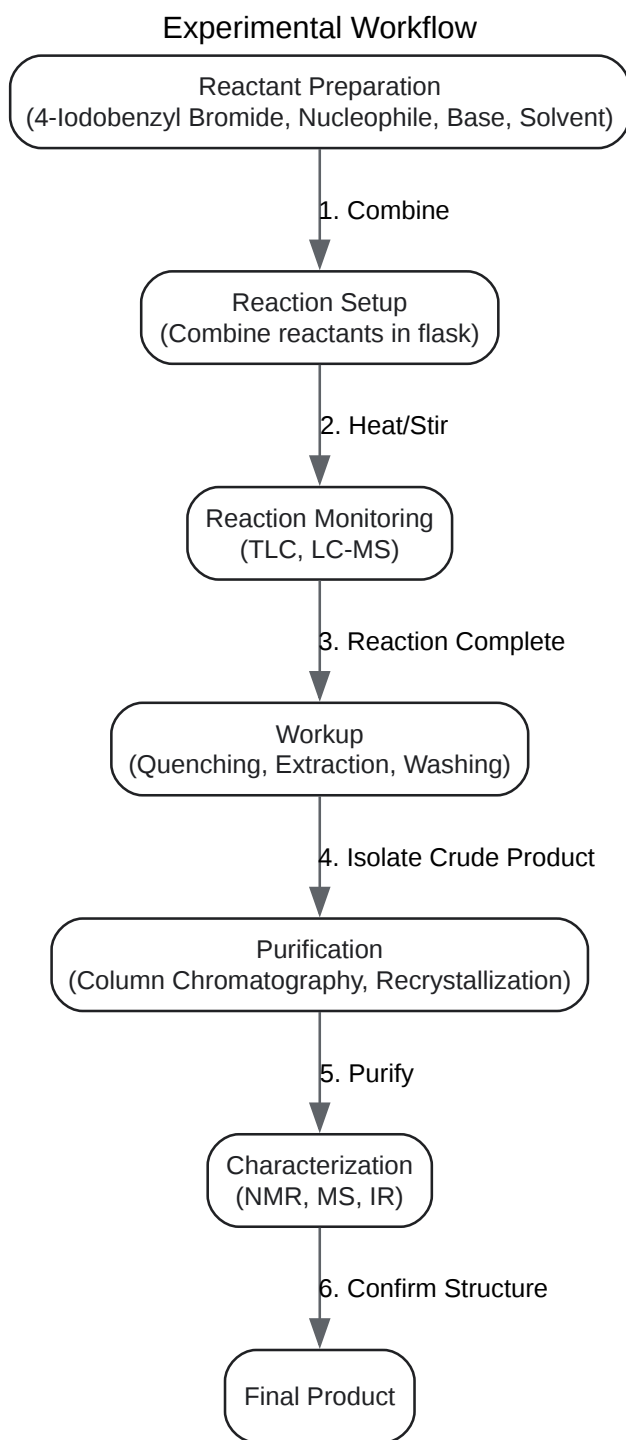 Experimental Workflow
Reactant Preparation
(4-Iodobenzyl Bromide, Nucleophile, Base, Solvent)
1. Combine
Reaction Setup
(Combine reactants in flask)
2. Heat/Stir
Reaction Monitoring
(TLC, LC-MS)
3. Reaction Complete
Workup
(Quenching, Extraction, Washing)
4. Isolate Crude Product
Purification
(Column Chromatography, Recrystallization)
5. Purify
Characterization
(NMR, MS, IR)
6. Confirm Structure
Final Product